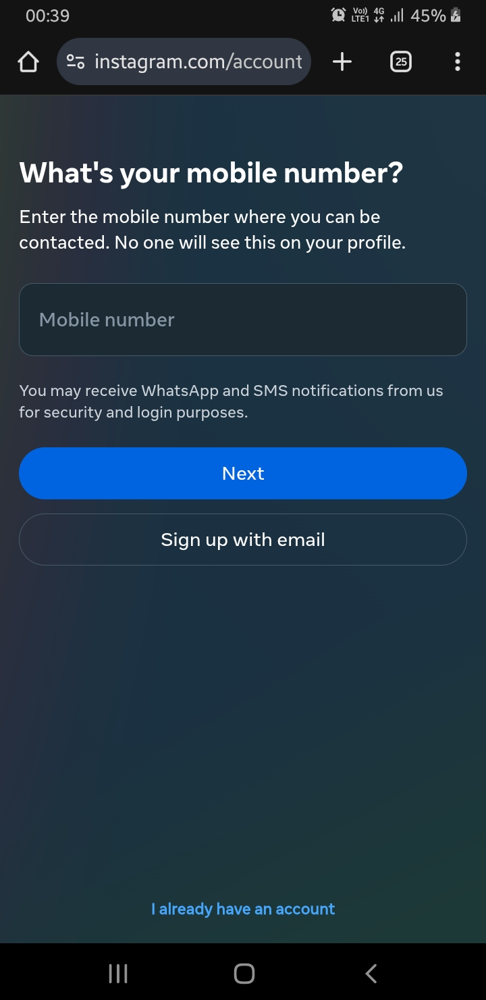 00:39
Vo)) LTE1 4G 45%
instagram.com/account
25
What's your mobile number?
Enter the mobile number where you can be
contacted. No one will see this on your profile.
Mobile number
You may receive WhatsApp and SMS notifications from us
for security and login purposes.
Next
Sign up with email
I already have an account